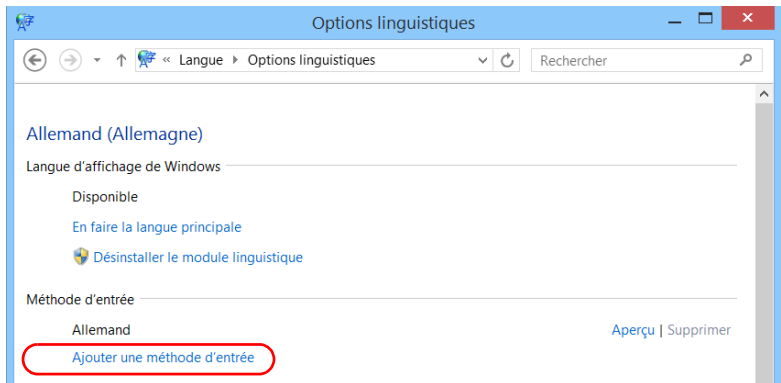 Options linguistiques
« Langue Options linguistiques
Rechercher
Allemand (Allemagne)
Langue d'affichage de Windows
Disponible
En faire la langue principale
Désinstaller le module linguistique
Méthode d'entrée
Allemand Aperçu | Supprimer
Ajouter une méthode d'entrée